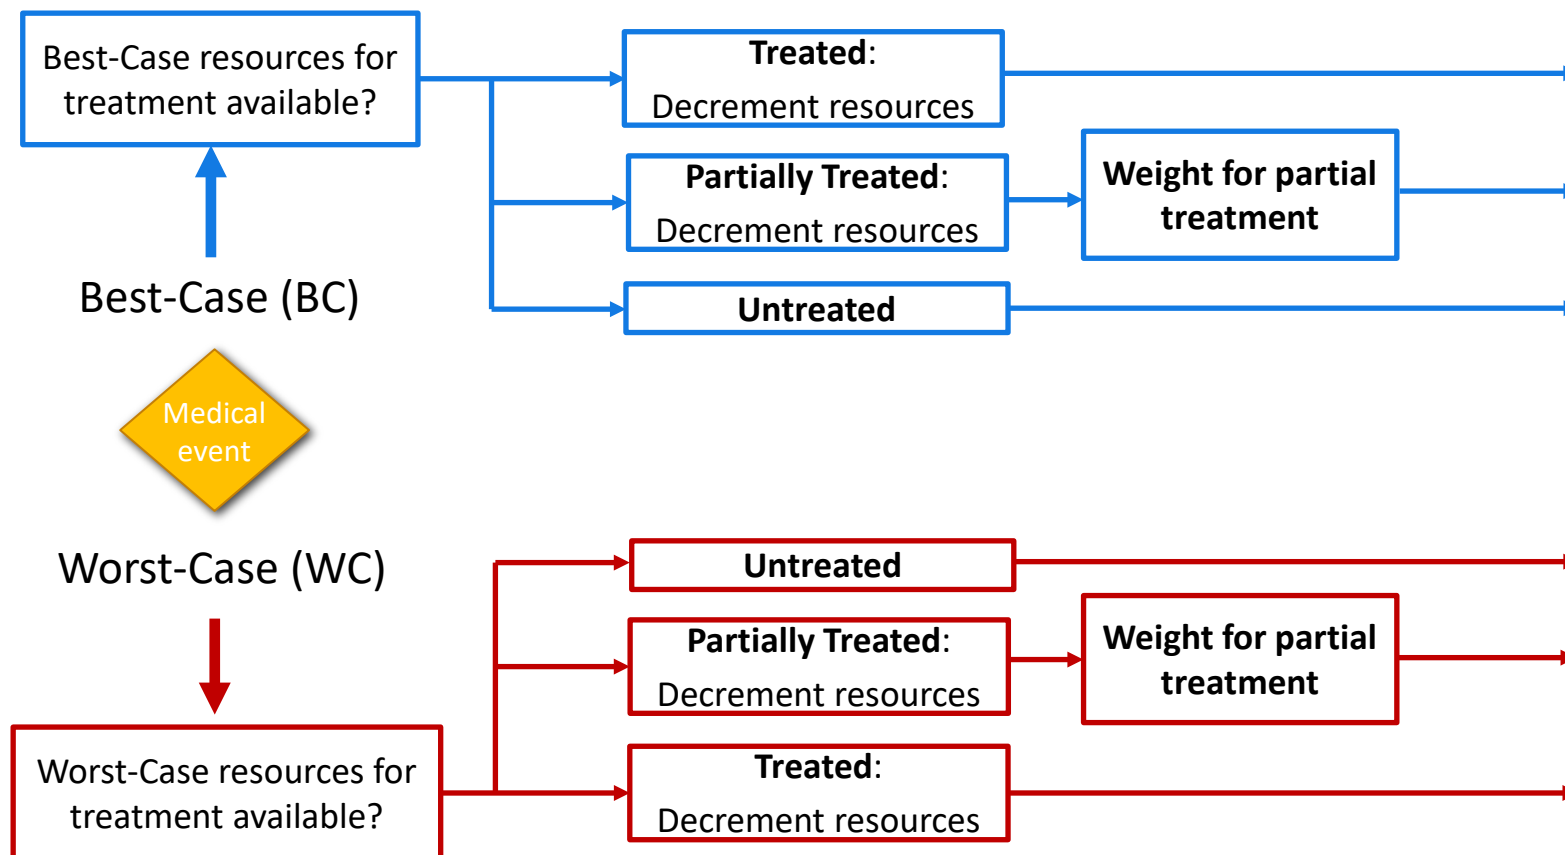 Best-Case resources for
treatment available?
Treated:
Decrement resources
Partially Treated:
Decrement resources
Weight for partial
treatment
Untreated
Best-Case (BC)
Medical
event
Worst-Case (WC)
Untreated
Partially Treated:
Decrement resources
Weight for partial
treatment
Worst-Case resources for
treatment available?
Treated:
Decrement resources